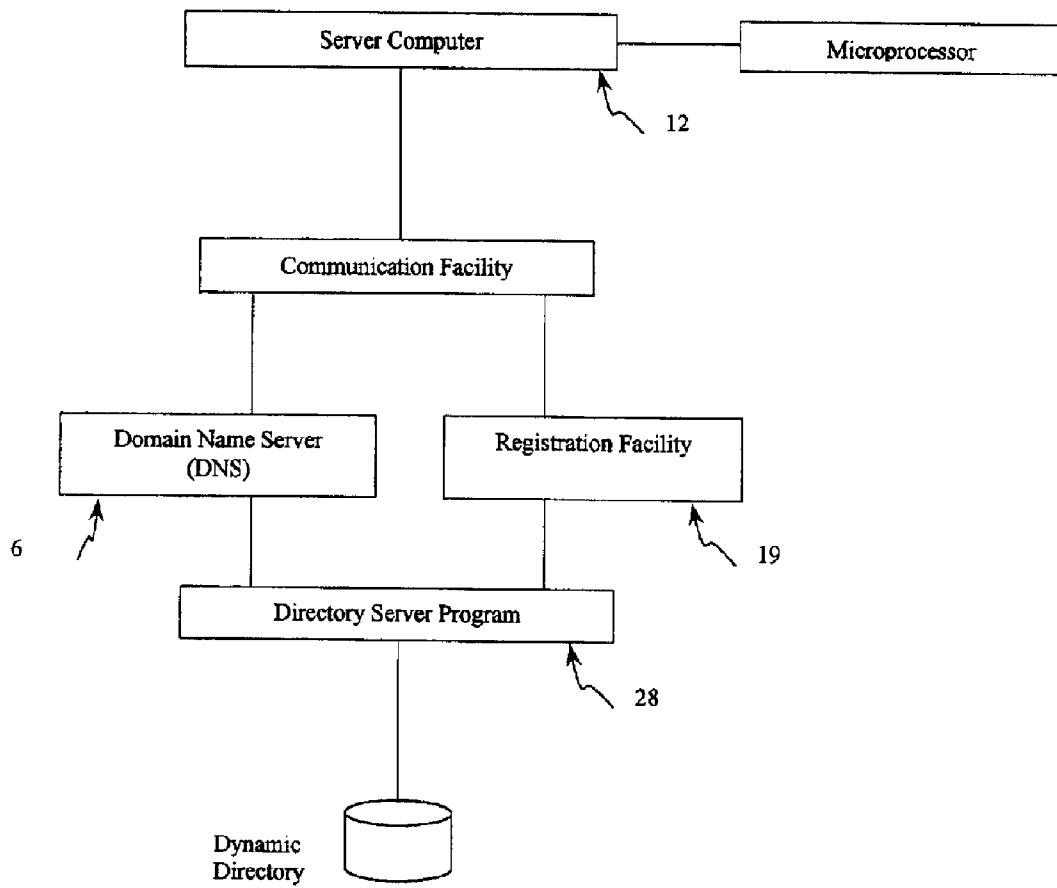 Server Computer
Microprocessor
12
Communication Facility
Domain Name Server
(DNS)
Registration Facility
6
19
Directory Server Program
28
Dynamic
Directory